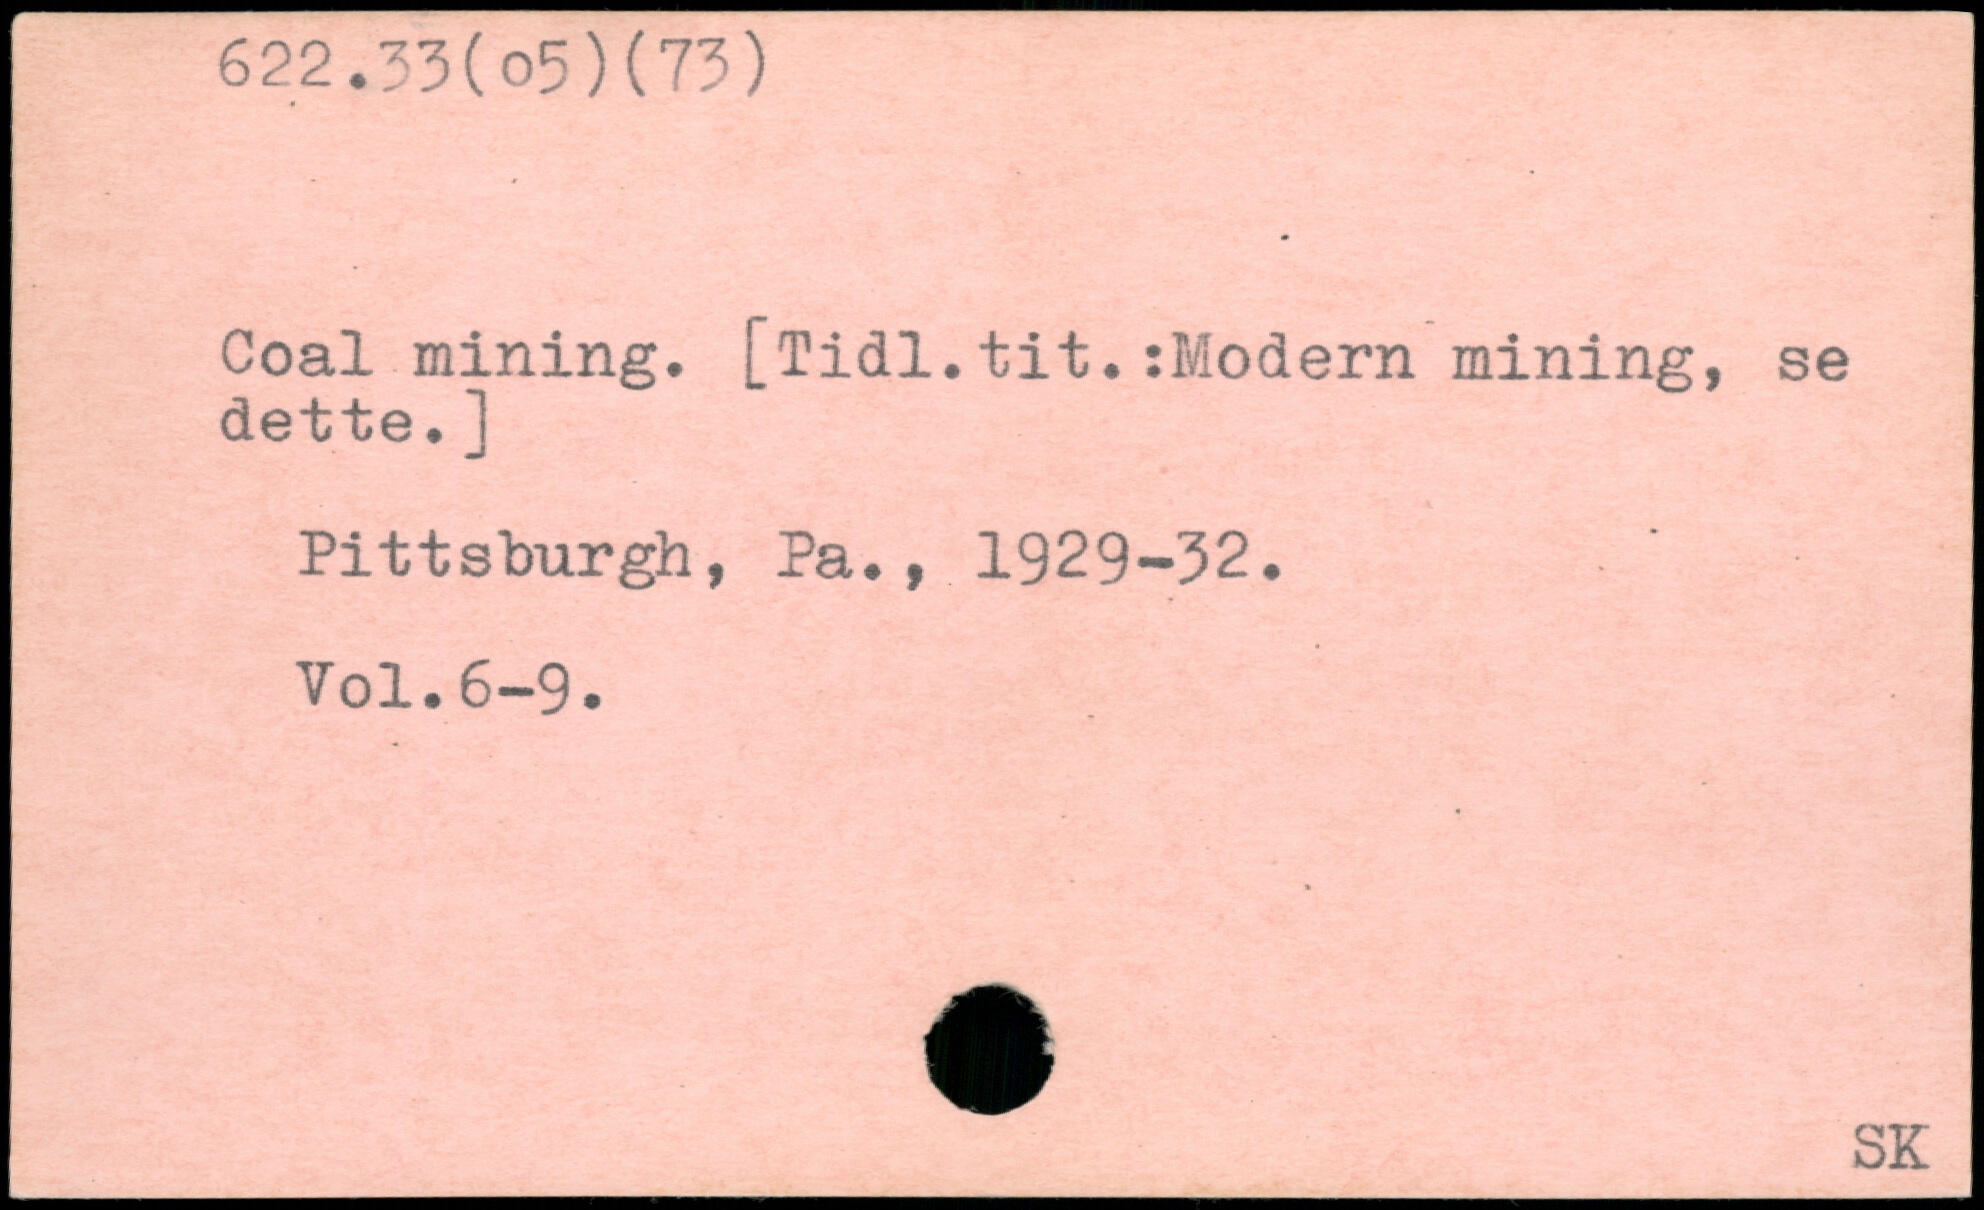 622.33(o5)(73)
Coal mining. [Tidl.tit.:Modern mining, se
dette.]
Pittsburgh, Pa., 1929-32.
Vol.6-9.
SK